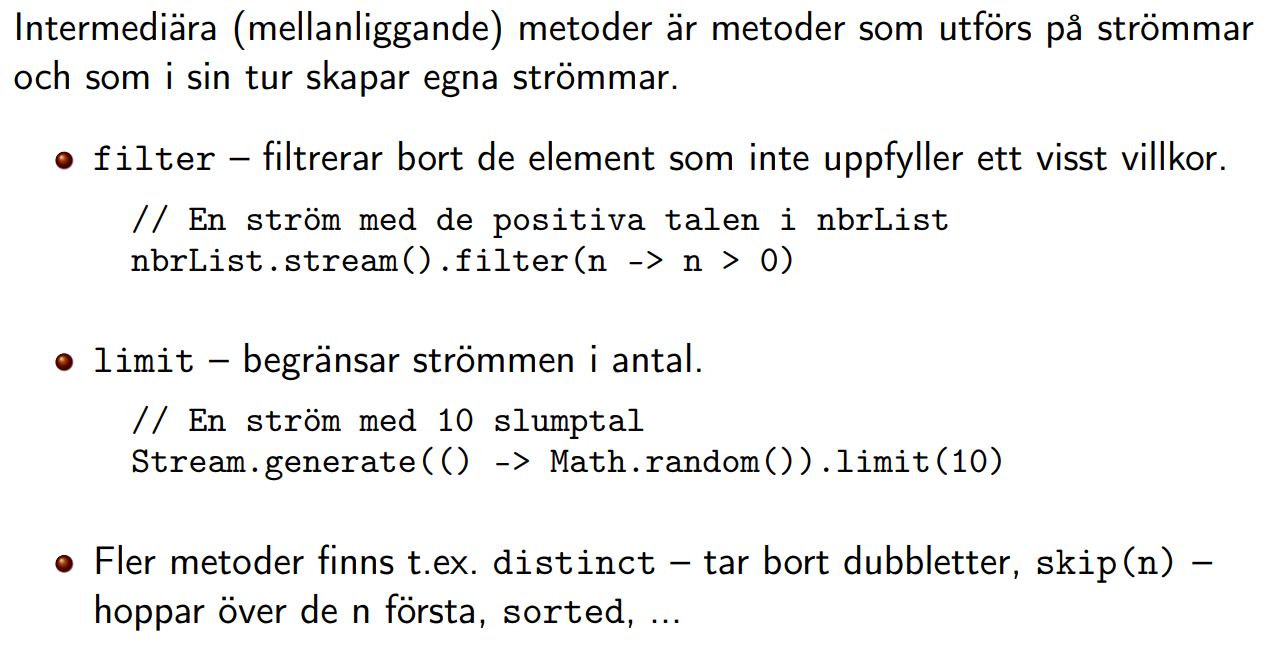 Intermediära (mellanliggande) metoder är metoder som utförs på strömmar
och som i sin tur skapar egna strömmar.
filter – filtrerar bort de element som inte uppfyller ett visst villkor.
// En ström med de positiva talen i nbrList
nbrList.stream().filter(n -> n > 0)
limit – begränsar strömmen i antal.
// En ström med 10 slumptal
Stream.generate(() -> Math.random()).limit(10)
Fler metoder finns t.ex. distinct – tar bort dubbletter, skip(n) –
hoppar över de n första, sorted, ...